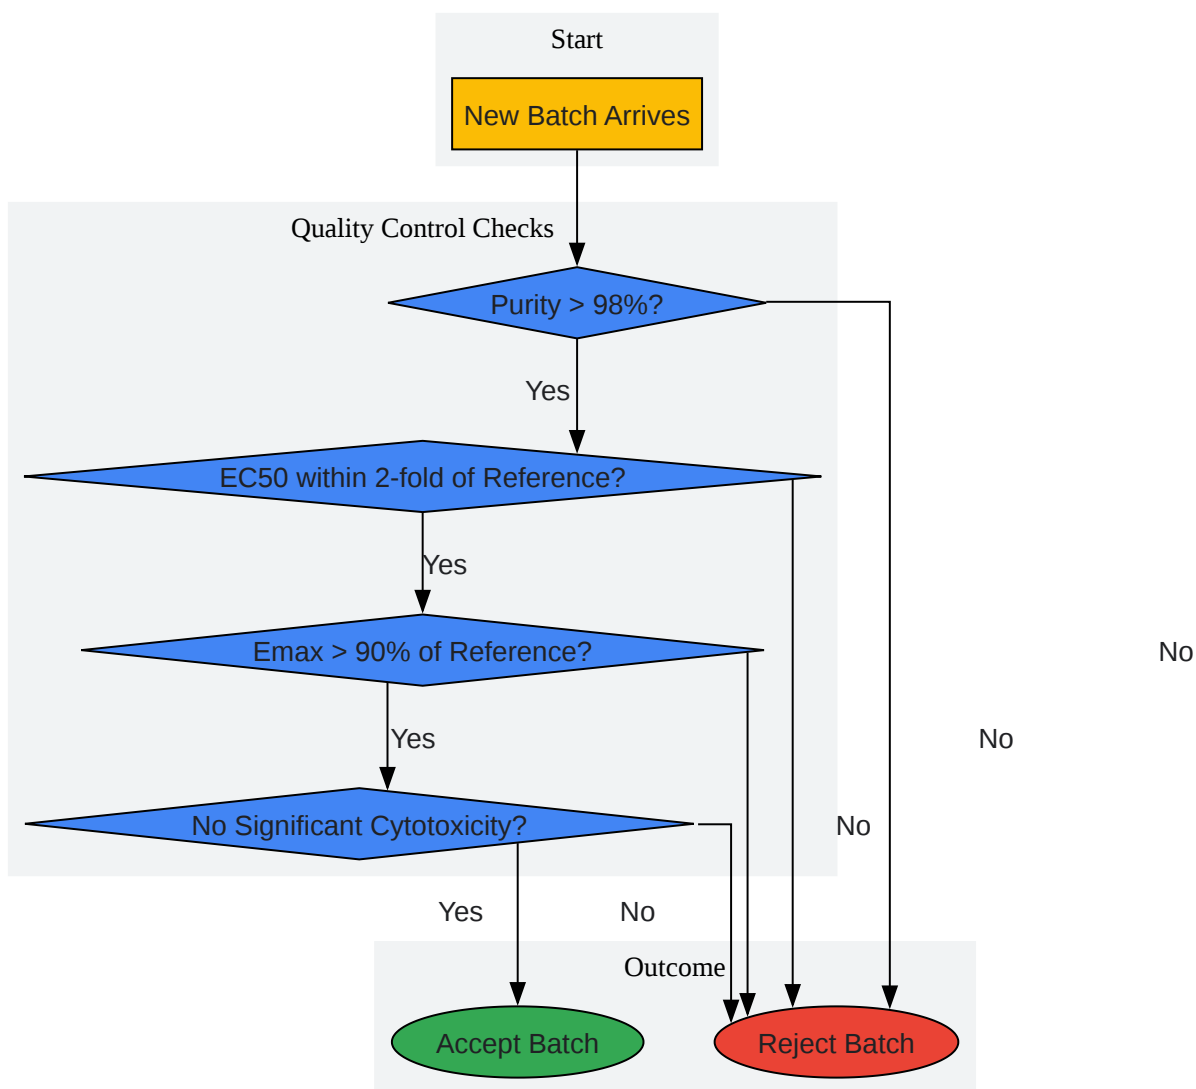 Start
New Batch Arrives
Quality Control Checks
Purity > 98%?
Yes
EC50 within 2-fold of Reference?
Yes
Emax > 90% of Reference?
No
Yes
No
No Significant Cytotoxicity?
No
Yes
No
Outcome
Accept Batch
Reject Batch